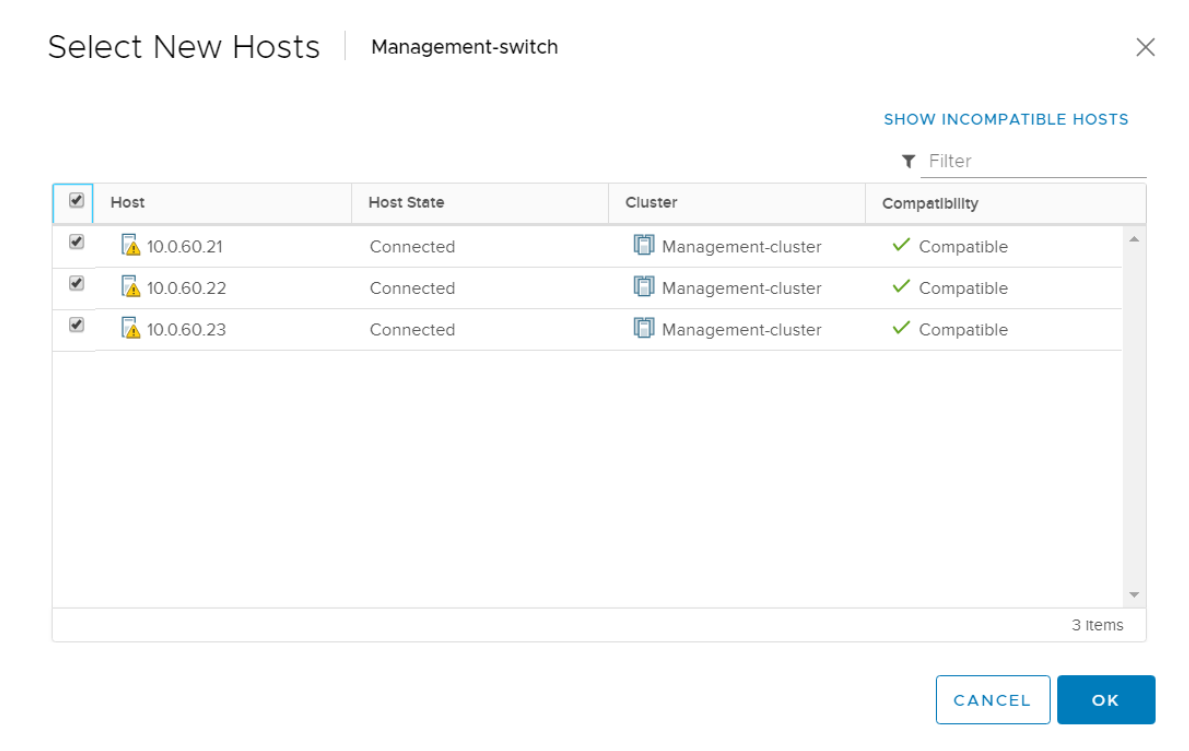 Select New Hosts Management-switch
SHOW INCOMPATIBLE HOSTS
Filter
Host Host State Cluster Compatibility
10.0.60.21 Connected Management-cluster Compatible
10.0.60.22 Connected Management-cluster Compatible
10.0.60.23 Connected Management-cluster Compatible
3 items
CANCEL OK